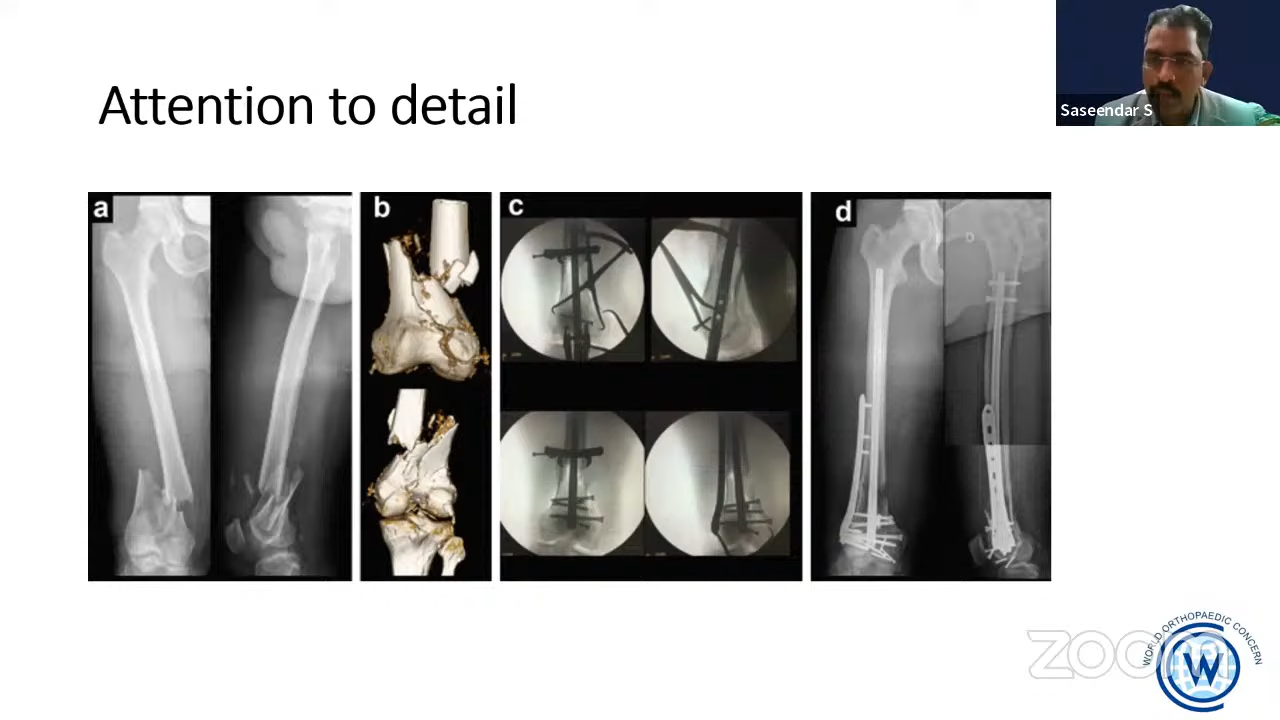 Attention to detail
Saseendar S
a
b
c
d
D
zoom
WORLD ORTHOPAEDIC CONCERN
W